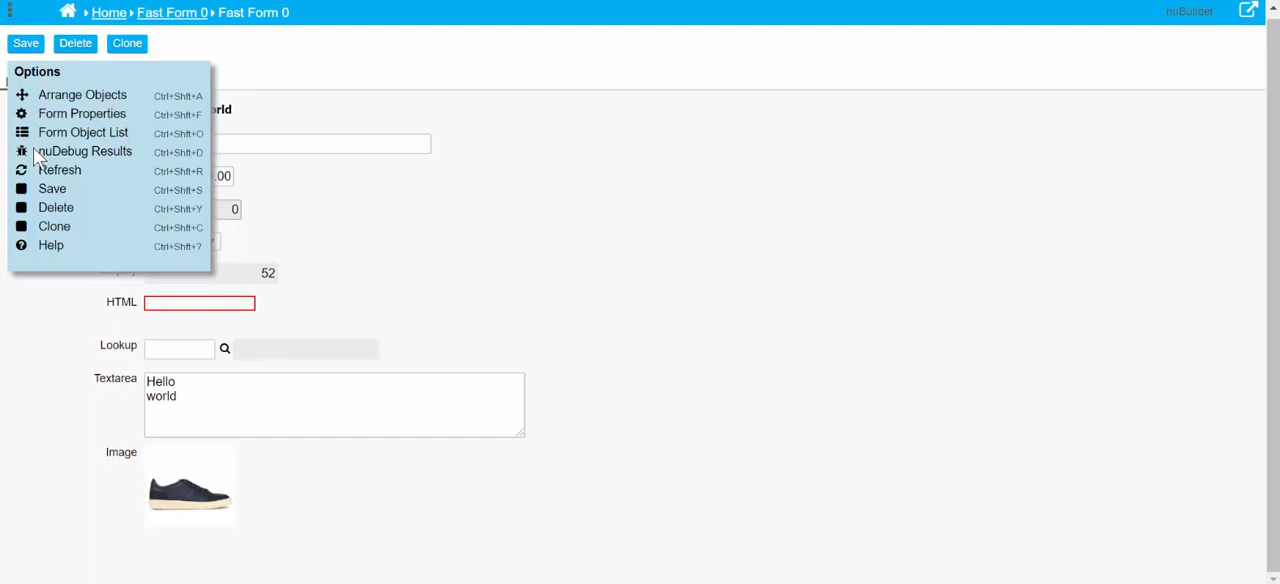 Home Fast Form 0 Fast Form 0 nuBuilder
Save Delete Clone
Options
Arrange Objects Ctrl+Shft+A
Form Properties Ctrl+Shft+F
Form Object List Ctrl+Shft+O
nuDebug Results Ctrl+Shft+D
Refresh Ctrl+Shft+R
Save Ctrl+Shft+S
Delete Ctrl+Shft+Y
Clone Ctrl+Shft+C
Help Ctrl+Shft+?
orld
.00
0
52
HTML
Lookup
Textarea
Hello
world
Image